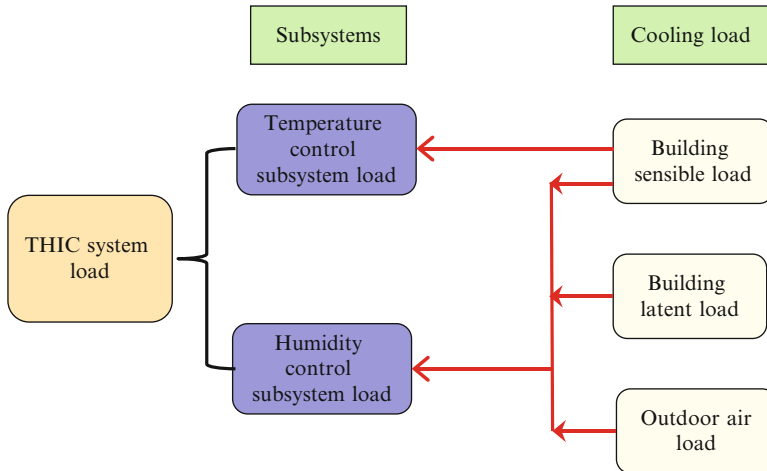 Subsystems
Cooling load
Temperature
control
subsystem load
Building
sensible load
THIC system
load
Building
latent load
Humidity
control
subsystem load
Outdoor air
load